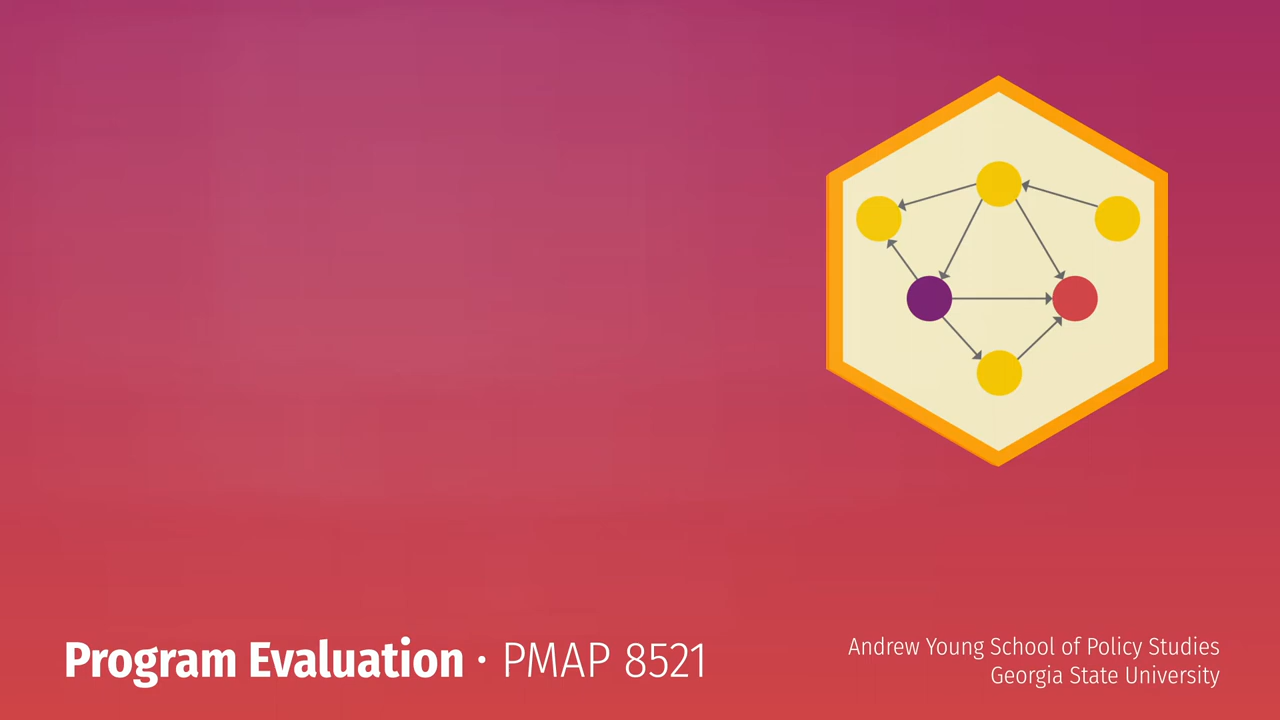 Program Evaluation · PMAP 8521
Andrew Young School of Policy Studies
Georgia State University